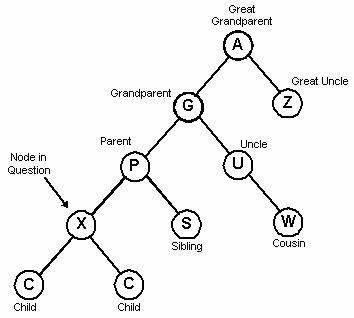 Great
Grandparent
A
Great Uncle
Z
Grandparent
G
Parent
P
Uncle
U
Node in
Question
X
S
Sibling
W
Cousin
C
Child
C
Child